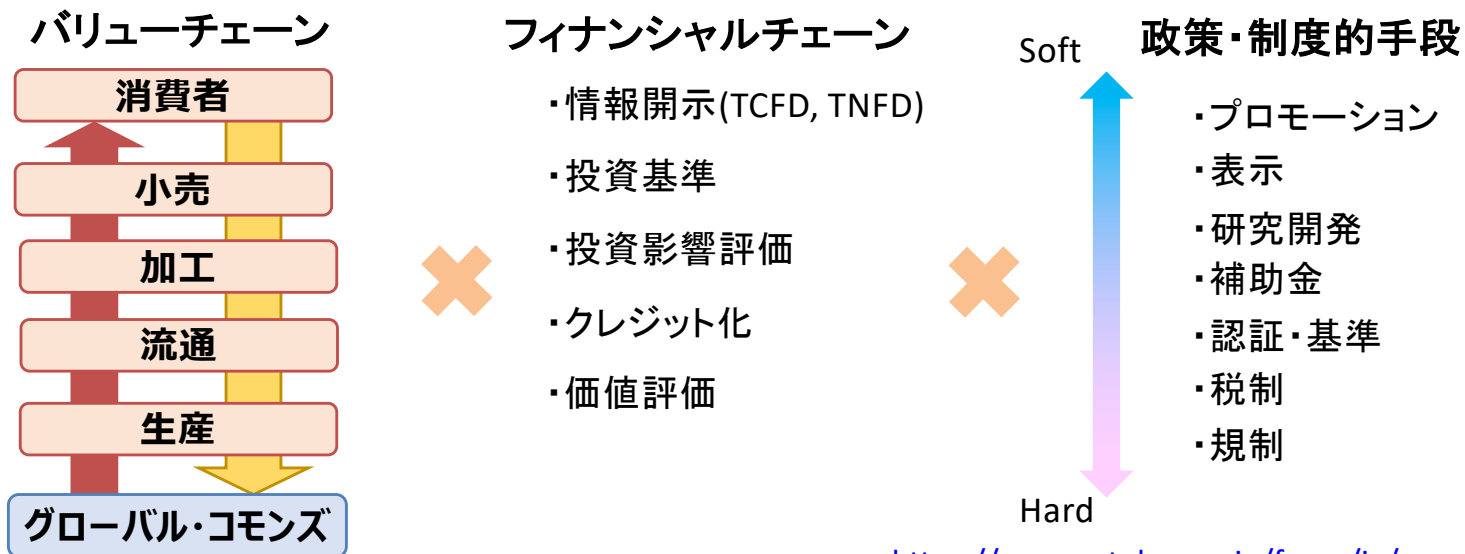 バリューチェーン
消費者
小売
加工
流通
生産
グローバル・コモンズ
フィナンシャルチェーン
・情報開示(TCFD, TNFD)
・投資基準
・投資影響評価
・クレジット化
・価値評価
Soft
Hard
政策・制度的手段
・プロモーション
・表示
・研究開発
・補助金
・認証・基準
・税制
・規制